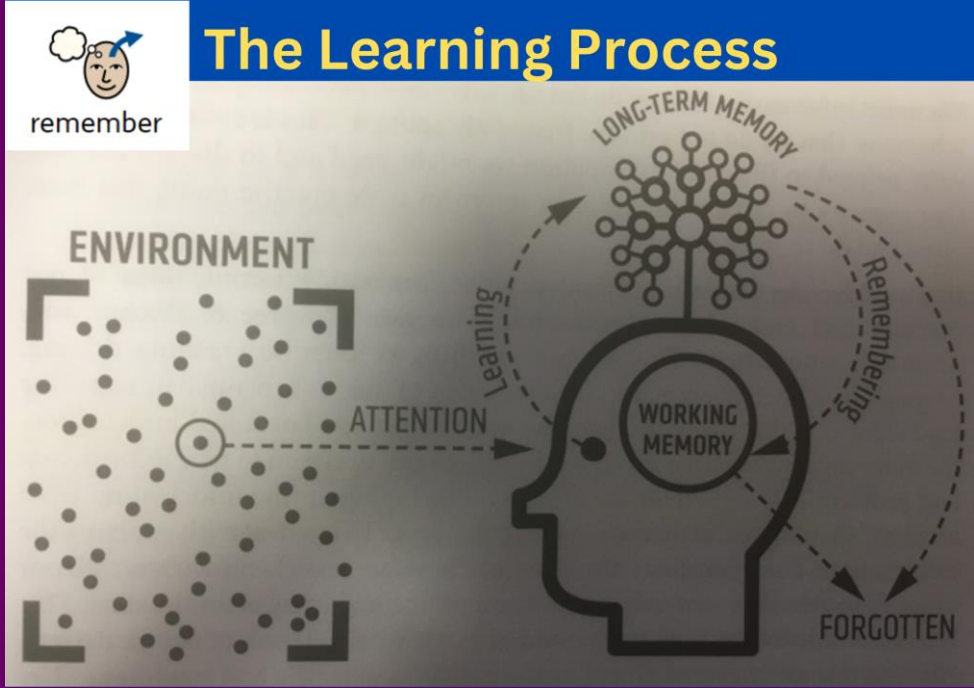 The Learning Process
remember
LONG-TERM MEMORY
ENVIRONMENT
Learning
Remembering
ATTENTION
WORKING
MEMORY
FORGOTTEN